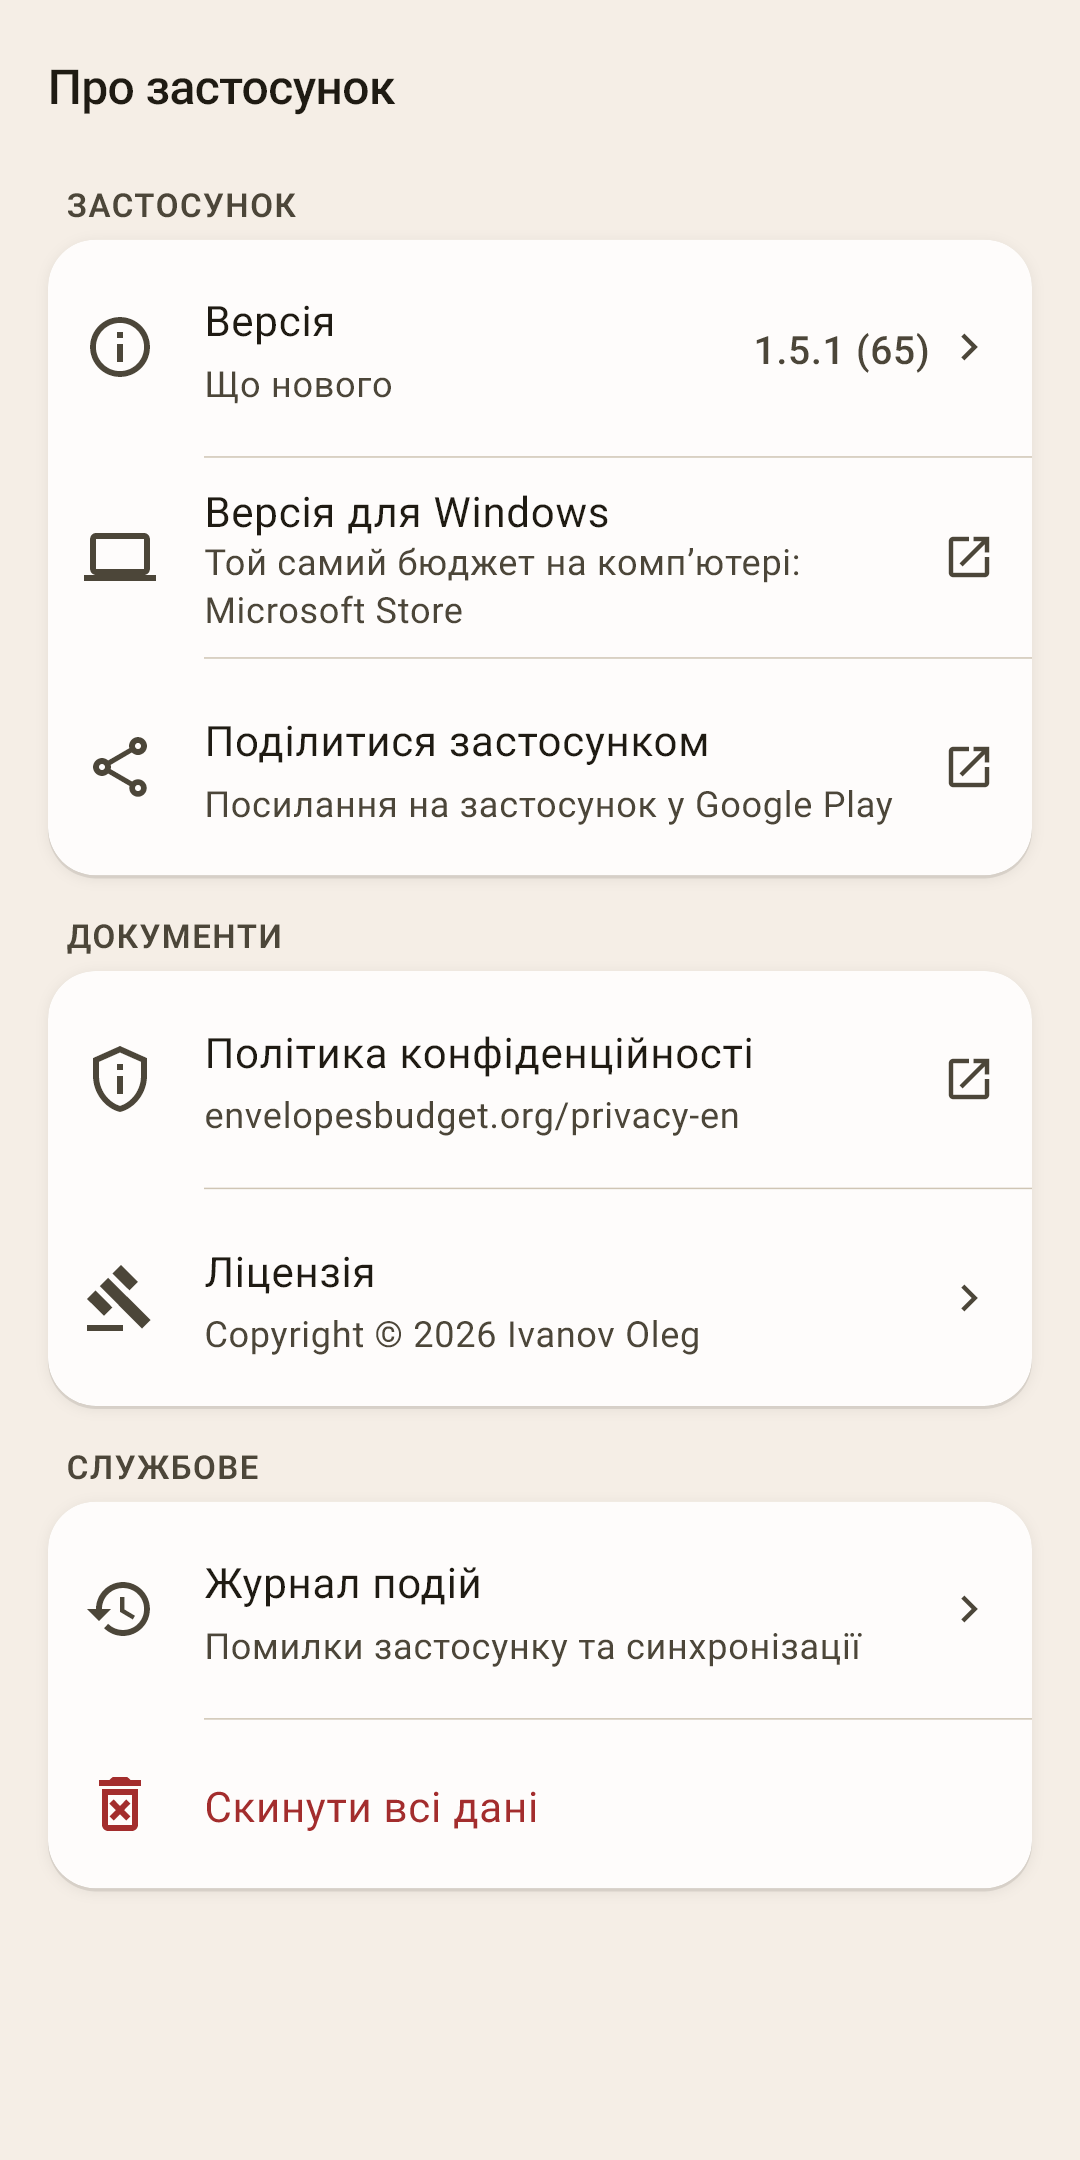 Про застосунок
ЗАСТОСУНОК
Версія
1.5.1 (65)
Що нового
Версія для Windows
Той самий бюджет на комп’ютері:
Microsoft Store
Поділитися застосунком
Посилання на застосунок у Google Play
ДОКУМЕНТИ
Політика конфіденційності
envelopesbudget.org/privacy-en
Ліцензія
Copyright © 2026 Ivanov Oleg
СЛУЖБОВЕ
Журнал подій
Помилки застосунку та синхронізації
Скинути всі дані